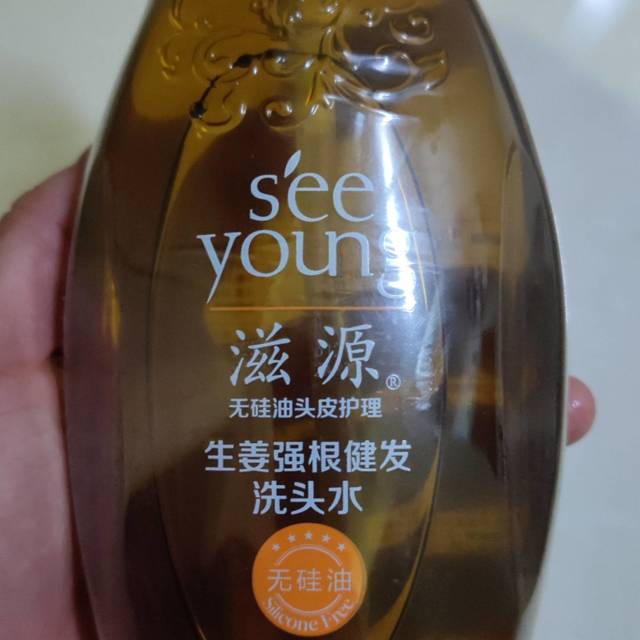 s'ee
young
滋源®
无硅油头皮护理
生姜强根健发
洗头水
无硅油
Silicone Free